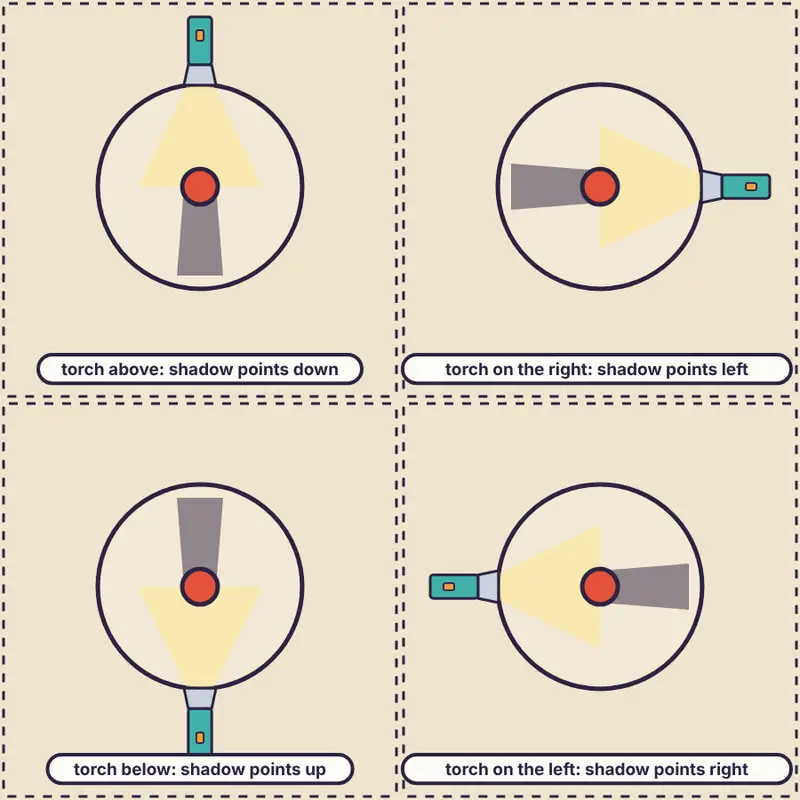 torch above: shadow points down
torch on the right: shadow points left
torch below: shadow points up
torch on the left: shadow points right